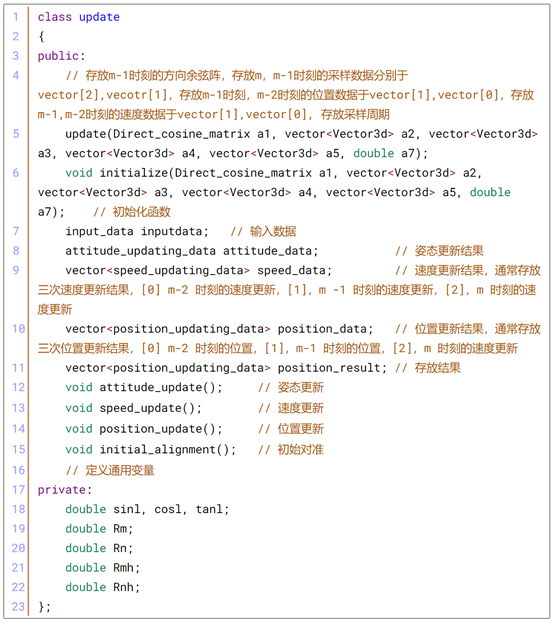 1 class update
2 {
3 public:
4 // 存放m-1时刻的方向余弦阵，存放m，m-1时刻的采样数据分别于
vector[2],vecotr[1]，存放m-1时刻，m-2时刻的位置数据于vector[1],vector[0]，存放
m-1,m-2时刻的速度数据于vector[1],vector[0]，存放采样周期
5 update(Direct_cosine_matrix a1, vector<Vector3d> a2, vector<Vector3d>
a3, vector<Vector3d> a4, vector<Vector3d> a5, double a7);
6 void initialize(Direct_cosine_matrix a1, vector<Vector3d> a2,
vector<Vector3d> a3, vector<Vector3d> a4, vector<Vector3d> a5, double
a7); // 初始化函数
7 input_data inputdata; // 输入数据
8 attitude_updating_data attitude_data; // 姿态更新结果
9 vector<speed_updating_data> speed_data; // 速度更新结果，通常存放
三次速度更新结果，[0] m-2 时刻的速度更新，[1]，m -1 时刻的速度更新，[2]，m 时刻的速
度更新
10 vector<position_updating_data> position_data; // 位置更新结果，通常存放
三次位置更新结果，[0] m-2 时刻的位置，[1]，m-1 时刻的位置，[2]，m 时刻的速度更新
11 vector<position_updating_data> position_result; // 存放结果
12 void attitude_update(); // 姿态更新
13 void speed_update(); // 速度更新
14 void position_update(); // 位置更新
15 void initial_alignment(); // 初始对准
16 // 定义通用变量
17 private:
18 double sinl, cosl, tanl;
19 double Rm;
20 double Rn;
21 double Rmh;
22 double Rnh;
23 };